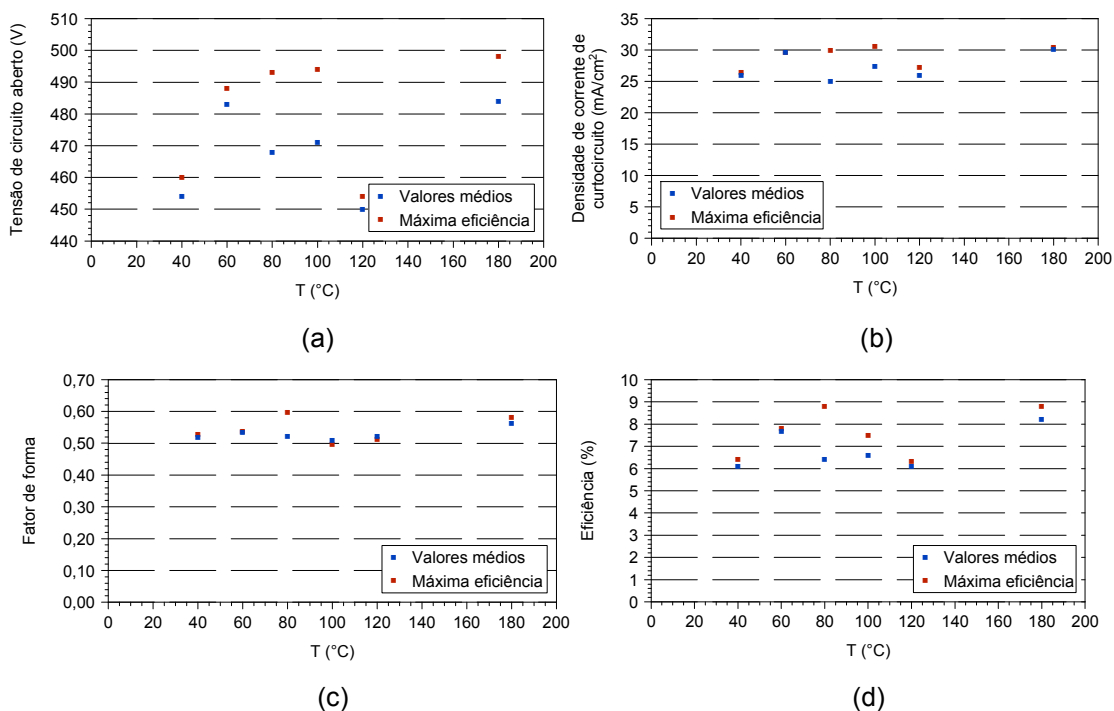 Tensão de circuito aberto (V)
500
490
480
470
460
450
440
0 20 40 60 80 100 120 140 160 180 200
T (°C)
Valores médios
Máxima eficiência
(a)
Densidade de corrente de
curtocircuito (mA/cm²)
35
30
25
20
15
10
5
0
0 20 40 60 80 100 120 140 160 180 200
T (°C)
Valores médios
Máxima eficiência
(b)
Fator de forma
0,70
0,60
0,50
0,40
0,30
0,20
0,10
0,00
0 20 40 60 80 100 120 140 160 180 200
T (°C)
Valores médios
Máxima eficiência
(c)
Eficiência (%)
10
9
8
7
6
5
4
3
2
1
0
0 20 40 60 80 100 120 140 160 180 200
T (°C)
Valores médios
Máxima eficiência
(d)